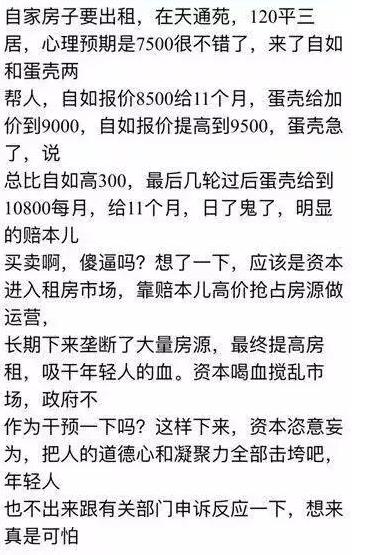 自家房子要出租，在天通苑，120平三
居，心理预期是7500很不错了，来了自如
和蛋壳两
帮人，自如报价8500给11个月，蛋壳给加
价到9000，自如报价提高到9500，蛋壳急
了，说
总比自如高300，最后几轮过后蛋壳给到
10800每月，给11个月，日了鬼了，明显
的赔本儿
买卖啊，傻逼吗？想了一下，应该是资本
进入租房市场，靠赔本儿高价抢占房源做
运营，
长期下来垄断了大量房源，最终提高房
租，吸干年轻人的血。资本喝血搅乱市
场，政府不
作为干预一下吗？这样下来，资本恣意妄
为，把人的道德心和凝聚力全部击垮吧，
年轻人
也不出来跟有关部门申诉反应一下，想来
真是可怕